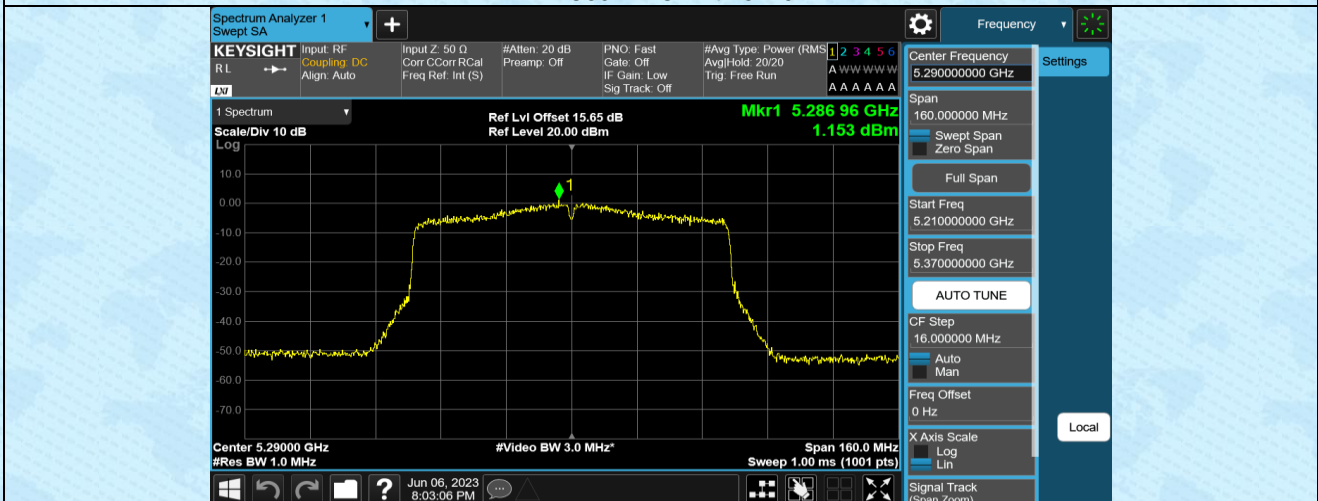 Spectrum Analyzer 1
Swept SA
Frequency
KEYSIGHT
RL
LXI
Input: RF
Coupling: DC
Align: Auto
Input Z: 50 Ω
Corr CCorr RCal
Freq Ref: Int (S)
#Atten: 20 dB
Preamp: Off
PNO: Fast
Gate: Off
IF Gain: Low
Sig Track: Off
#Avg Type: Power (RMS
Avg|Hold: 20/20
Trig: Free Run
1 2 3 4 5 6
A W W W W W
A A A A A A
1 Spectrum
Scale/Div 10 dB
Log
Ref Lvl Offset 15.65 dB
Ref Level 20.00 dBm
Mkr1 5.286 96 GHz
1.153 dBm
1
10.0
0.00
-10.0
-20.0
-30.0
-40.0
-50.0
-60.0
-70.0
Center 5.29000 GHz
#Res BW 1.0 MHz
#Video BW 3.0 MHz*
Span 160.0 MHz
Sweep 1.00 ms (1001 pts)
?
Jun 06, 2023
8:03:06 PM
Center Frequency
5.290000000 GHz
Span
160.000000 MHz
Swept Span
Zero Span
Full Span
Start Freq
5.210000000 GHz
Stop Freq
5.370000000 GHz
AUTO TUNE
CF Step
16.000000 MHz
Auto
Man
Freq Offset
0 Hz
X Axis Scale
Log
Lin
Signal Track
(Span Zoom)
Settings
Local